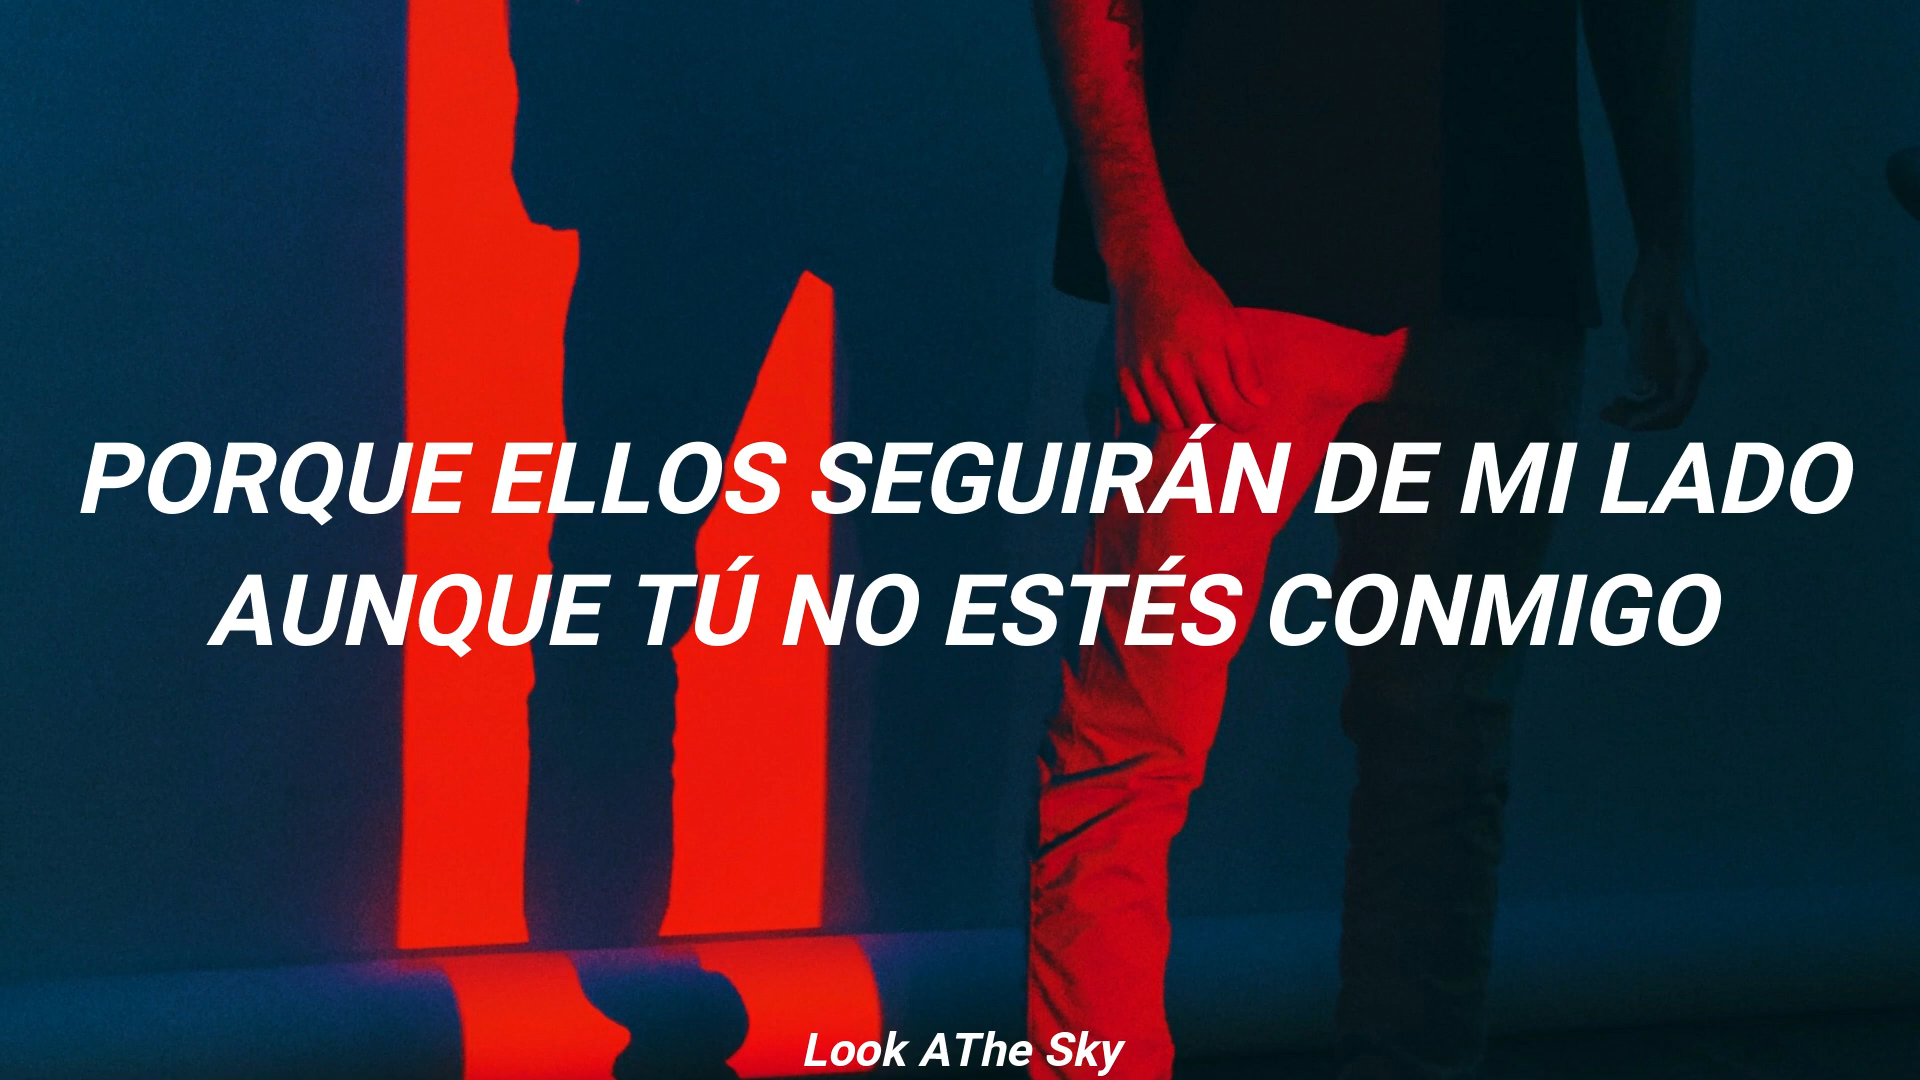 PORQUE ELLOS SEGUIRÁN DE MI LADO
AUNQUE TÚ NO ESTÉS CONMIGO
Look AThe Sky